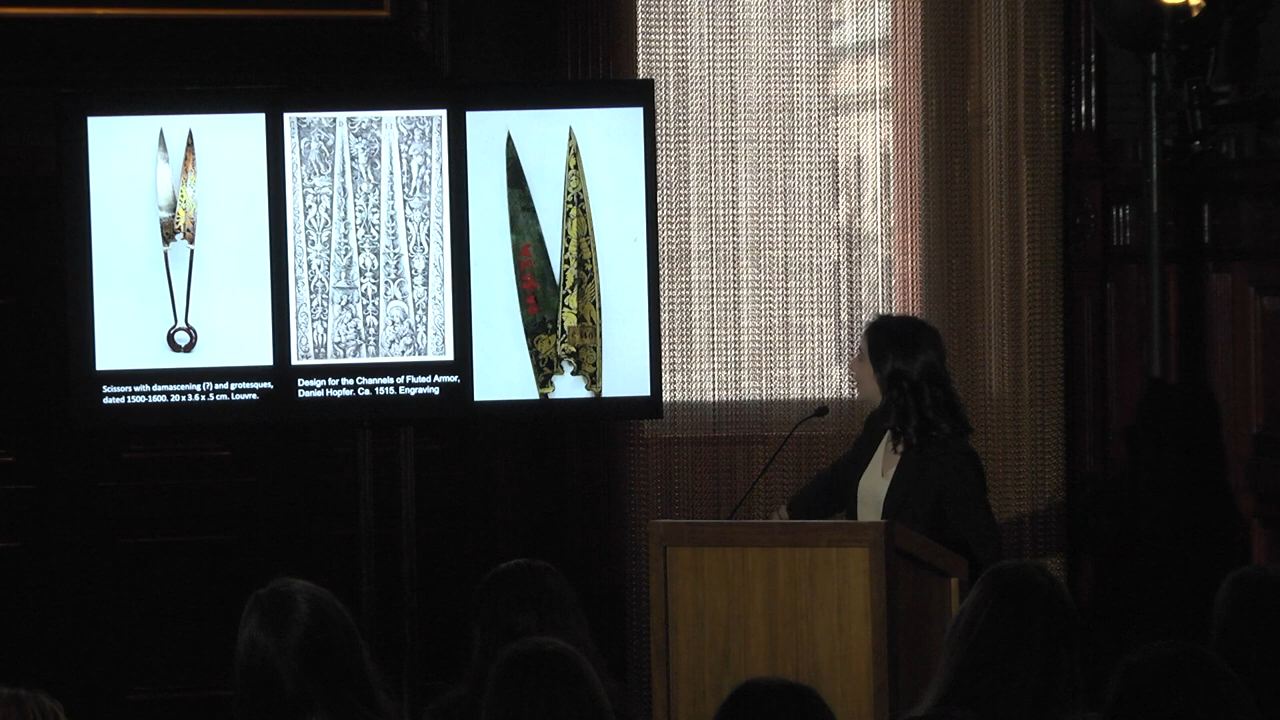 Scissors with damascening (?) and grotesques,
dated 1500-1600. 20 x 3.6 x .5 cm. Louvre.
Design for the Channels of Fluted Armor,
Daniel Hopfer. Ca. 1515. Engraving